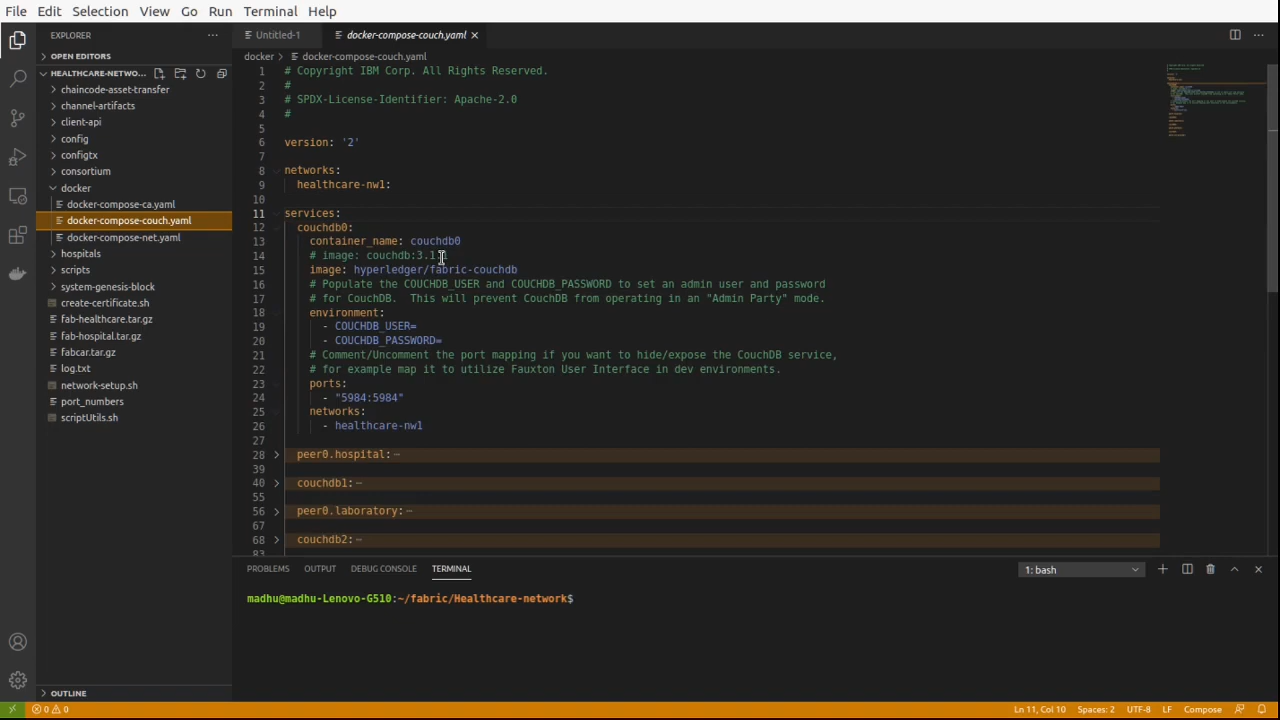 File Edit Selection View Go Run Terminal Help
EXPLORER
OPEN EDITORS
HEALTHCARE-NETWO...
chaincode-asset-transfer
channel-artifacts
client-api
config
configtx
consortium
docker
docker-compose-ca.yaml
docker-compose-couch.yaml
docker-compose-net.yaml
hospitals
scripts
system-genesis-block
create-certificate.sh
fab-healthcare.tar.gz
fab-hospital.tar.gz
fabcar.tar.gz
log.txt
network-setup.sh
port_numbers
scriptUtils.sh
OUTLINE
Untitled-1 docker-compose-couch.yaml
docker > docker-compose-couch.yaml
1 # Copyright IBM Corp. All Rights Reserved.
2 #
3 # SPDX-License-Identifier: Apache-2.0
4 #
5
6 version: '2'
7
8 networks:
9 healthcare-nw1:
10
11 services:
12 couchdb0:
13 container_name: couchdb0
14 # image: couchdb:3.1.1
15 image: hyperledger/fabric-couchdb
16 # Populate the COUCHDB_USER and COUCHDB_PASSWORD to set an admin user and password
17 # for CouchDB.  This will prevent CouchDB from operating in an "Admin Party" mode.
18 environment:
19 - COUCHDB_USER=
20 - COUCHDB_PASSWORD=
21 # Comment/Uncomment the port mapping if you want to hide/expose the CouchDB service,
22 # for example map it to utilize Fauxton User Interface in dev environments.
23 ports:
24 - "5984:5984"
25 networks:
26 - healthcare-nw1
27
28 peer0.hospital:
39
40 couchdb1:
55
56 peer0.laboratory:
67
68 couchdb2:
83
PROBLEMS OUTPUT DEBUG CONSOLE TERMINAL 1: bash
madhu@madhu-Lenovo-G510:~/fabric/Healthcare-network$
0 0 Ln 11, Col 10 Spaces: 2 UTF-8 LF Compose